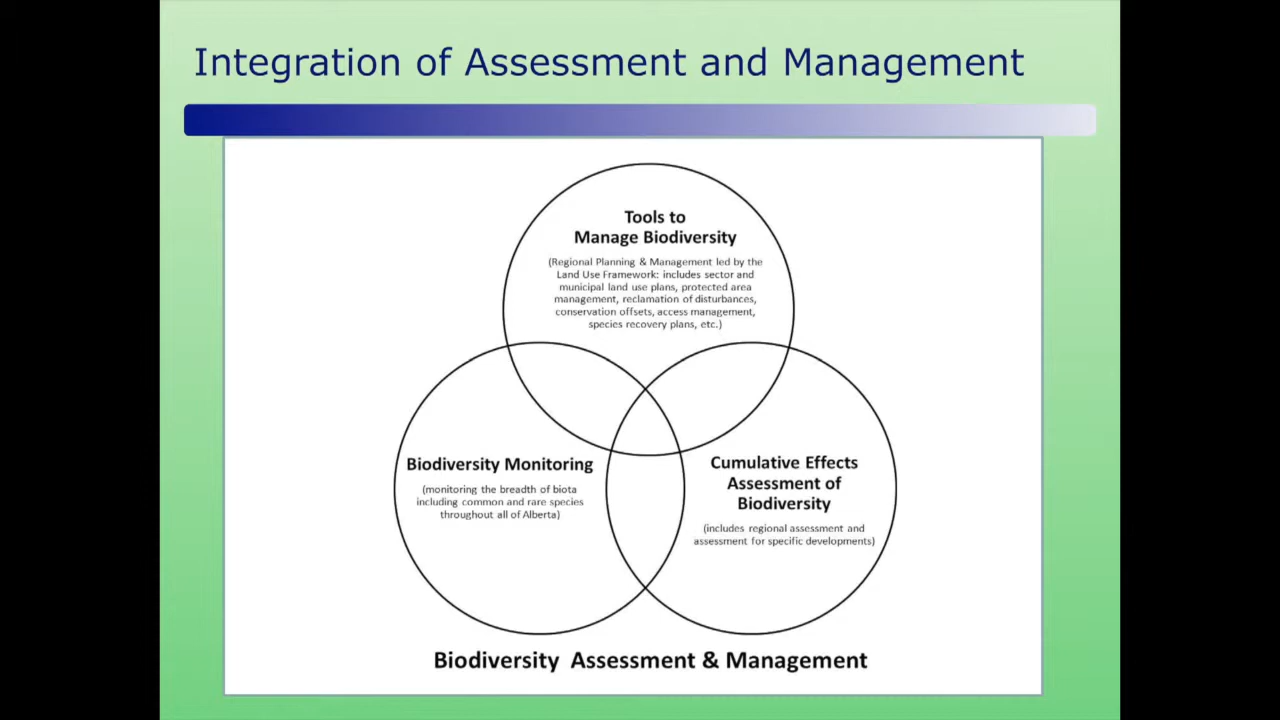 Integration of Assessment and Management
Tools to
Manage Biodiversity
(Regional Planning & Management led by the
Land Use Framework: includes sector and
municipal land use plans, protected area
management, reclamation of disturbances,
conservation offsets, access management,
species recovery plans, etc.)
Biodiversity Monitoring
(monitoring the breadth of biota
including common and rare species
throughout all of Alberta)
Cumulative Effects
Assessment of
Biodiversity
(includes regional assessment and
assessment for specific developments)
Biodiversity Assessment & Management